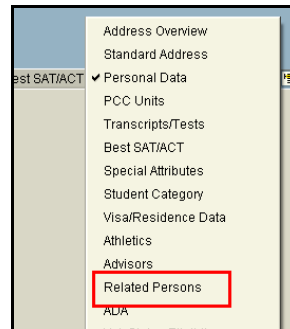 Address Overview
Standard Address
est SAT/ACT ✔ Personal Data
PCC Units
Transcripts/Tests
Best SAT/ACT
Special Attributes
Student Category
Visa/Residence Data
Athletics
Advisors
Related Persons
ADA